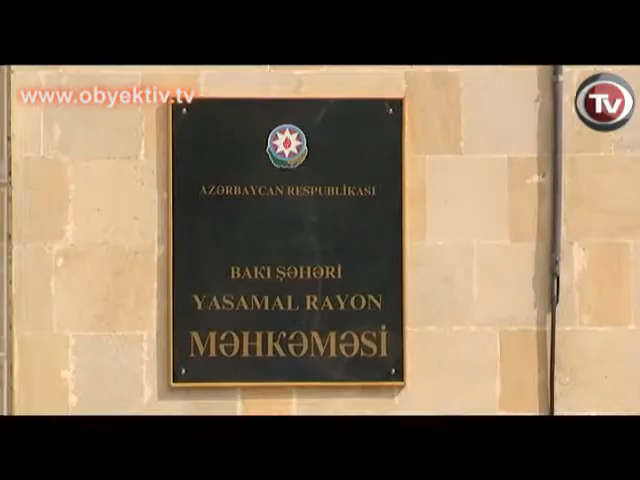 www.obyektiv.tv
TV
AZƏRBAYCAN RESPUBLİKASI
BAKI ŞƏHƏRİ
YASAMAL RAYON
MƏHKƏMƏSİ